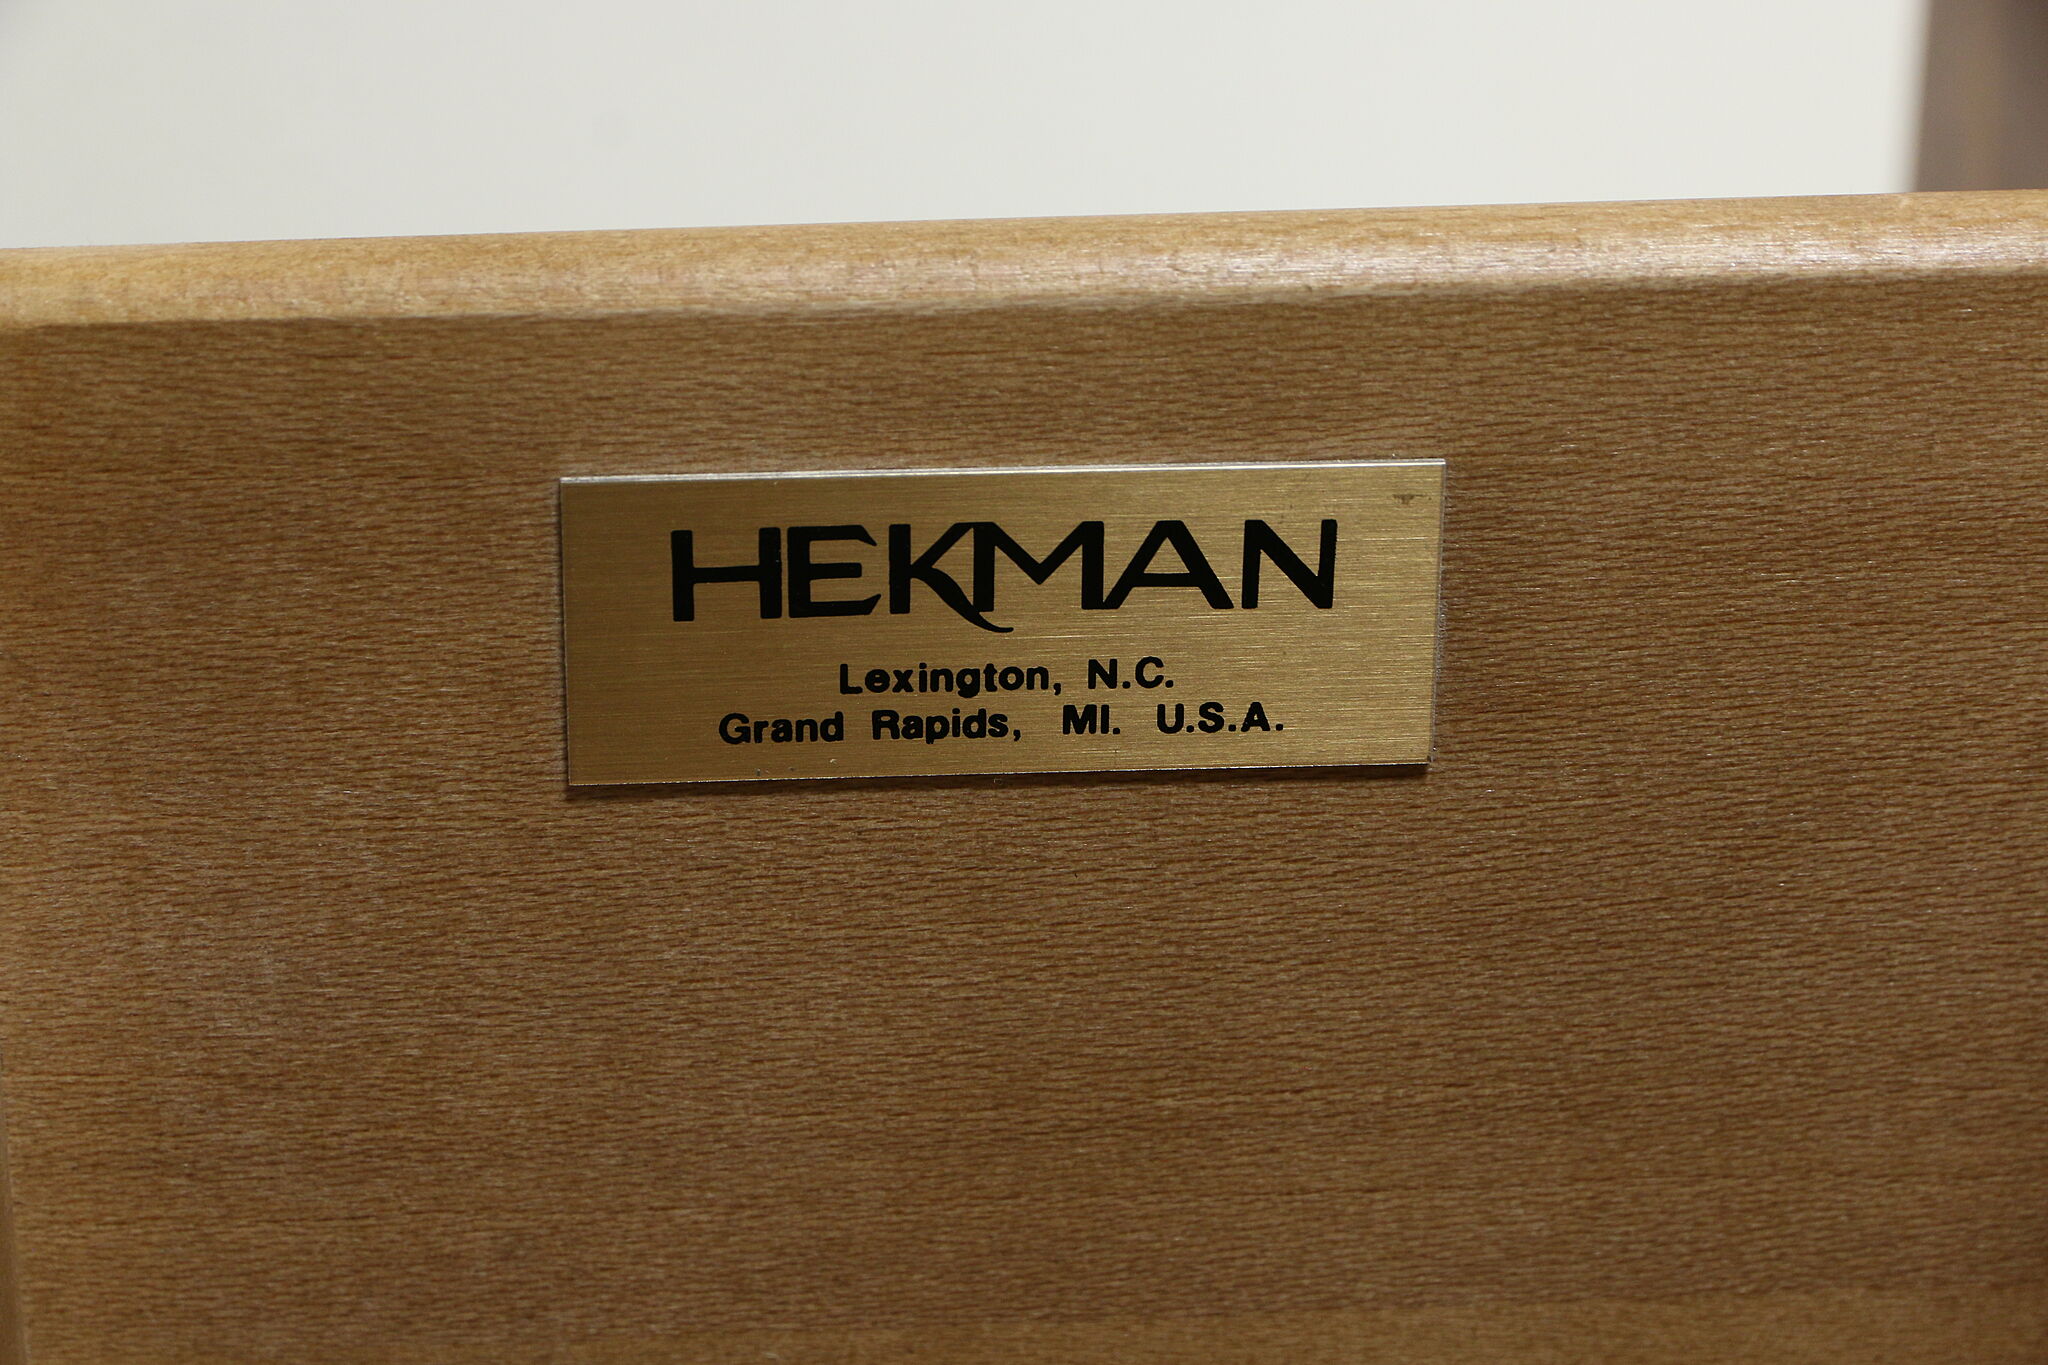 HEKMAN
Lexington, N.C.
Grand Rapids, MI. U.S.A.